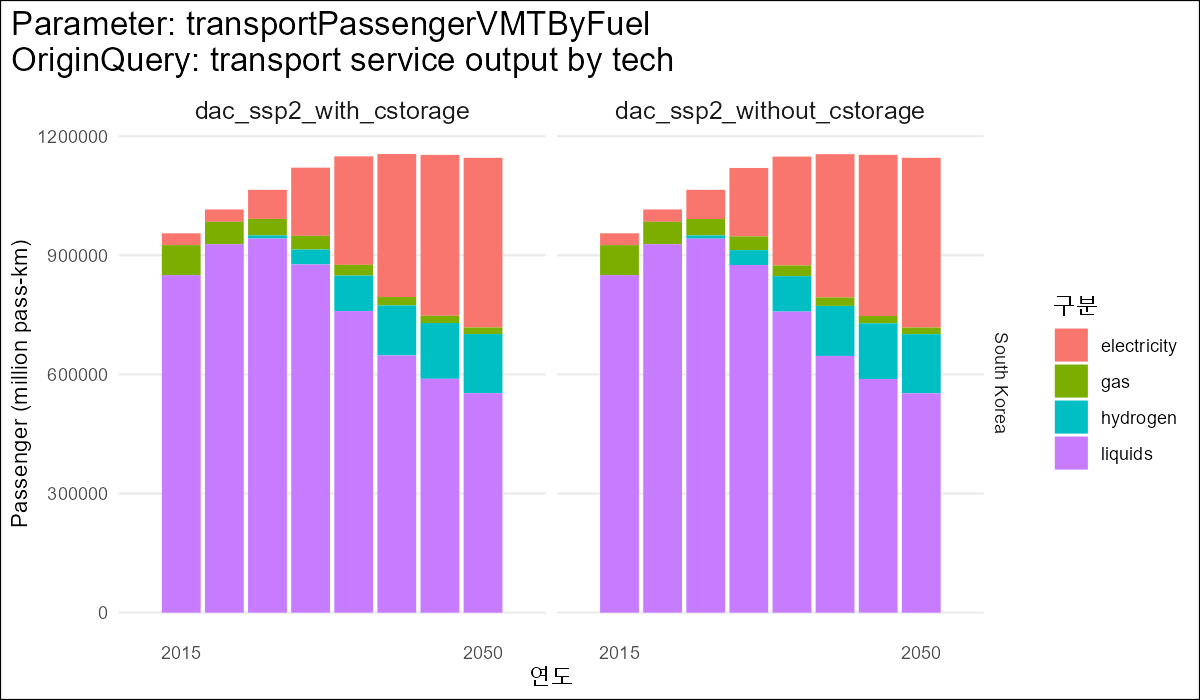 Parameter: transportPassengerVMTByFuel
OriginQuery: transport service output by tech
dac_ssp2_with_cstorage
dac_ssp2_without_cstorage
1200000
900000
600000
300000
0
Passenger (million pass-km)
2015
2050
2015
2050
연도
South Korea
구분
electricity
gas
hydrogen
liquids